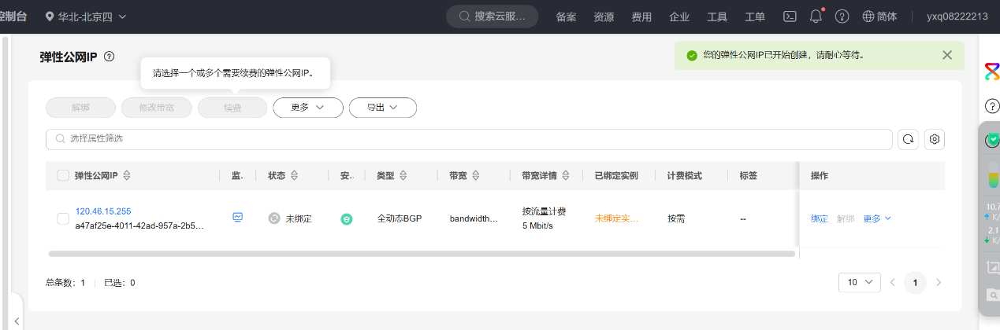 控制台 华北-北京四 搜索云服... 备案 资源 费用 企业 工具 工单 简体 yxq08222213
弹性公网IP
您的弹性公网IP已开始创建，请耐心等待。
请选择一个或多个需要续费的弹性公网IP。
解绑 修改带宽 续费 更多 导出
选择属性筛选
弹性公网IP 监.. 状态 安.. 类型 带宽 带宽详情 已绑定实例 计费模式 标签 操作
120.46.15.255
a47af25e-4011-42ad-957a-2b5...
未绑定 全动态BGP bandwidth...
按流量计费
5 Mbit/s
未绑定实... 按需 -- 绑定 解绑 更多
总条数：1 已选：0 10 1
10.7
K/
2.1
K/